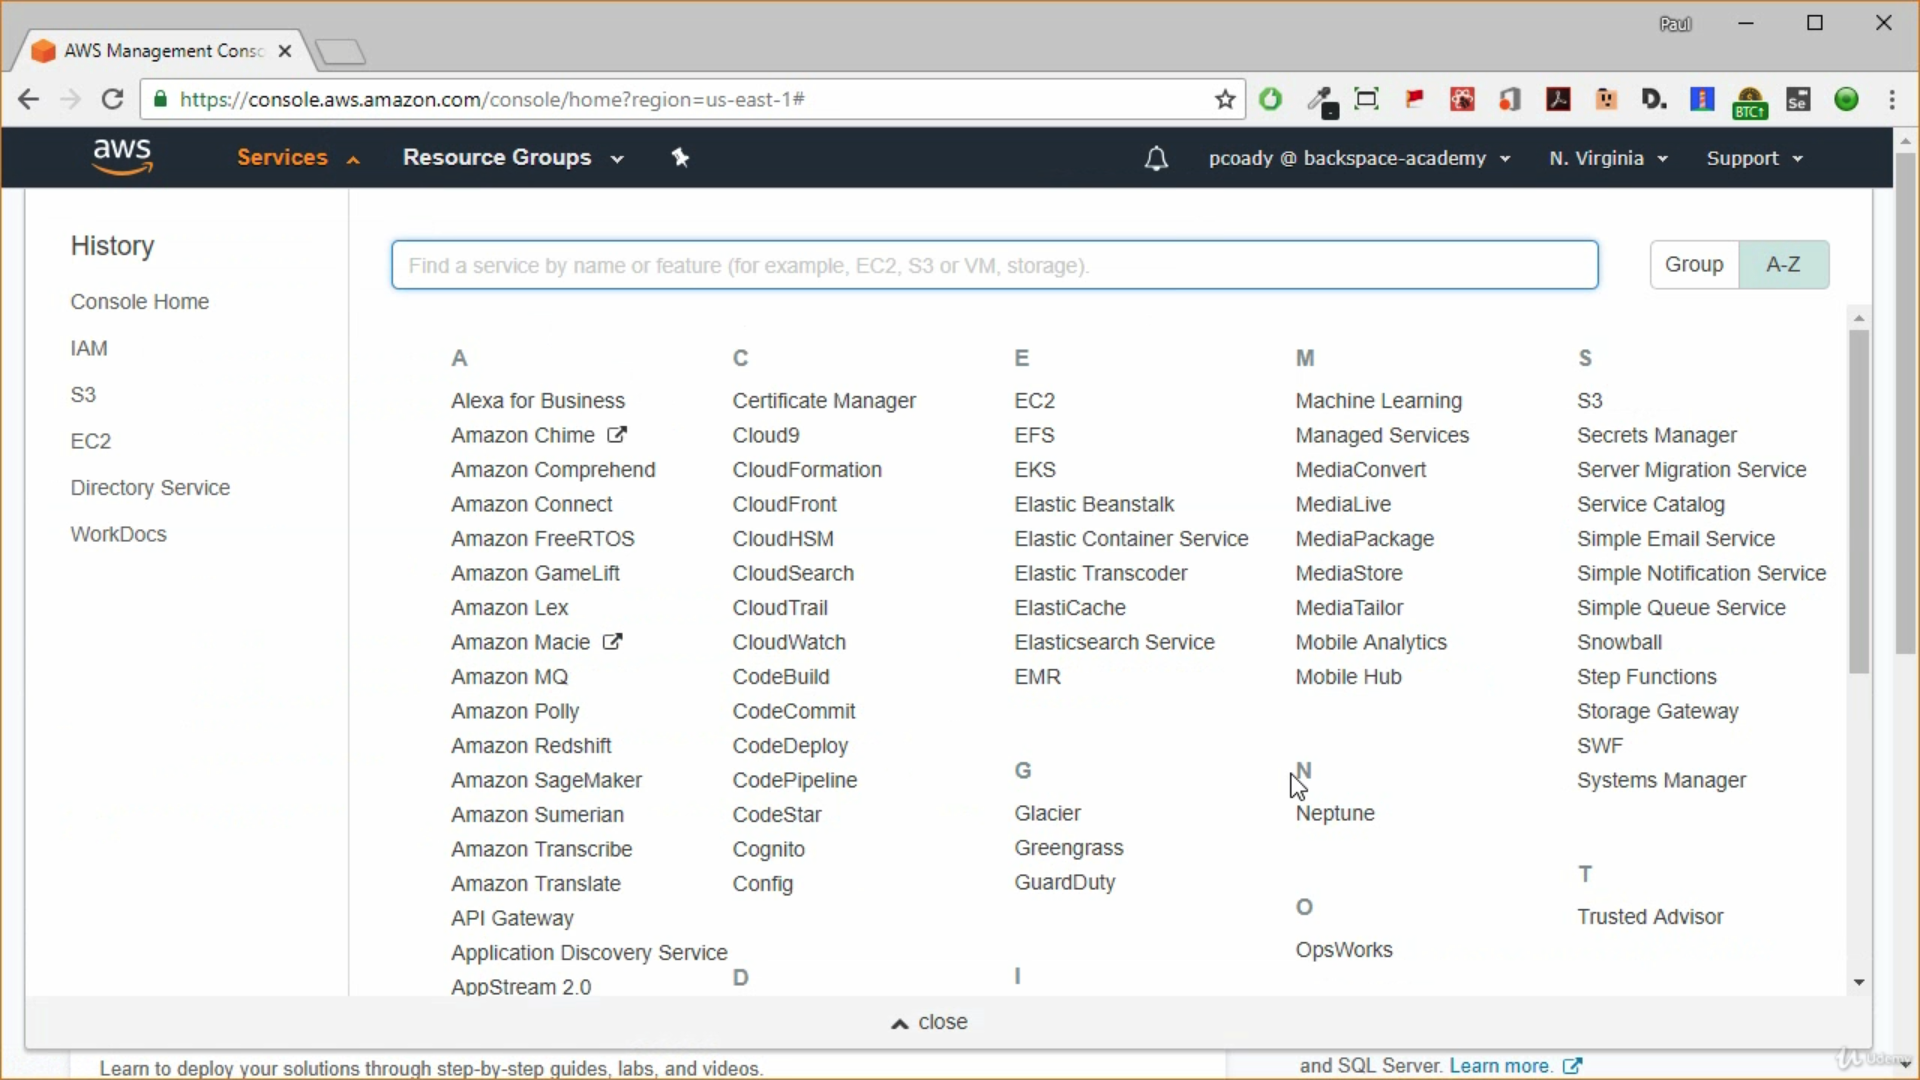 Paul
AWS Management Conso
https://console.aws.amazon.com/console/home?region=us-east-1#
BTC↑
Se
D.
aws
Services
Resource Groups
pcoady @ backspace-academy
N. Virginia
Support
History
Console Home
IAM
S3
EC2
Directory Service
WorkDocs
Find a service by name or feature (for example, EC2, S3 or VM, storage).
Group
A-Z
A
Alexa for Business
Amazon Chime
Amazon Comprehend
Amazon Connect
Amazon FreeRTOS
Amazon GameLift
Amazon Lex
Amazon Macie
Amazon MQ
Amazon Polly
Amazon Redshift
Amazon SageMaker
Amazon Sumerian
Amazon Transcribe
Amazon Translate
API Gateway
Application Discovery Service
AppStream 2.0
C
Certificate Manager
Cloud9
CloudFormation
CloudFront
CloudHSM
CloudSearch
CloudTrail
CloudWatch
CodeBuild
CodeCommit
CodeDeploy
CodePipeline
CodeStar
Cognito
Config
D
E
EC2
EFS
EKS
Elastic Beanstalk
Elastic Container Service
Elastic Transcoder
ElastiCache
Elasticsearch Service
EMR
G
Glacier
Greengrass
GuardDuty
I
M
Machine Learning
Managed Services
MediaConvert
MediaLive
MediaPackage
MediaStore
MediaTailor
Mobile Analytics
Mobile Hub
N
Neptune
O
OpsWorks
S
S3
Secrets Manager
Server Migration Service
Service Catalog
Simple Email Service
Simple Notification Service
Simple Queue Service
Snowball
Step Functions
Storage Gateway
SWF
Systems Manager
T
Trusted Advisor
close
Learn to deploy your solutions through step-by-step guides, labs, and videos.
and SQL Server. Learn more.
Udemy